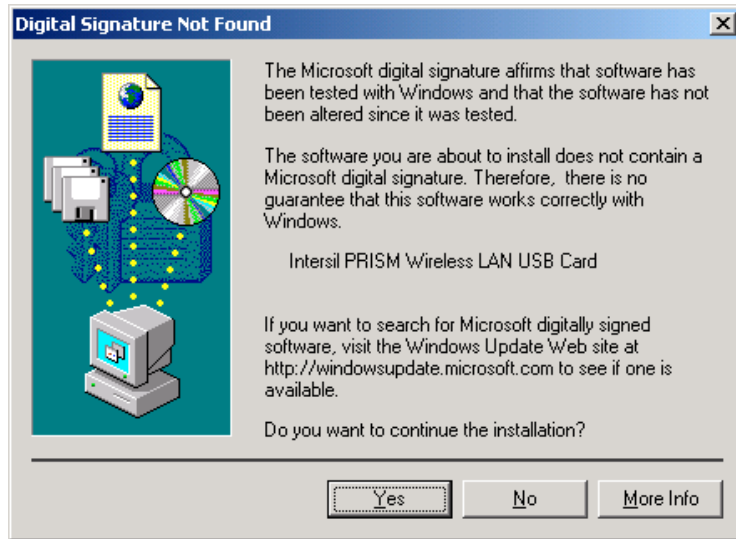 Digital Signature Not Found
The Microsoft digital signature affirms that software has
been tested with Windows and that the software has not
been altered since it was tested.
The software you are about to install does not contain a
Microsoft digital signature. Therefore,  there is no
guarantee that this software works correctly with
Windows.
Intersil PRISM Wireless LAN USB Card
If you want to search for Microsoft digitally signed
software, visit the Windows Update Web site at
http://windowsupdate.microsoft.com to see if one is
available.
Do you want to continue the installation?
Yes No More Info